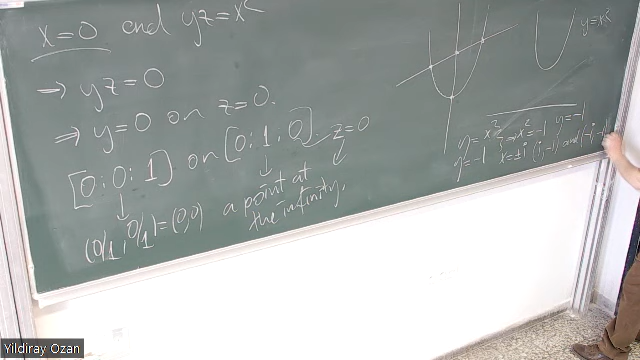 x=0 and yz=x²
⇒ yz=0
⇒ y=0 or z=0.
[0:0:1] or [0:1:0] z=0
(0/1, 0/1)=(0,0) a point at
the infinity.
y=x²
y=x² } ⇒ x²=-1, y=-1
y=-1 x=±i (i,-1) and (-i,-1)
Yildiray Ozan